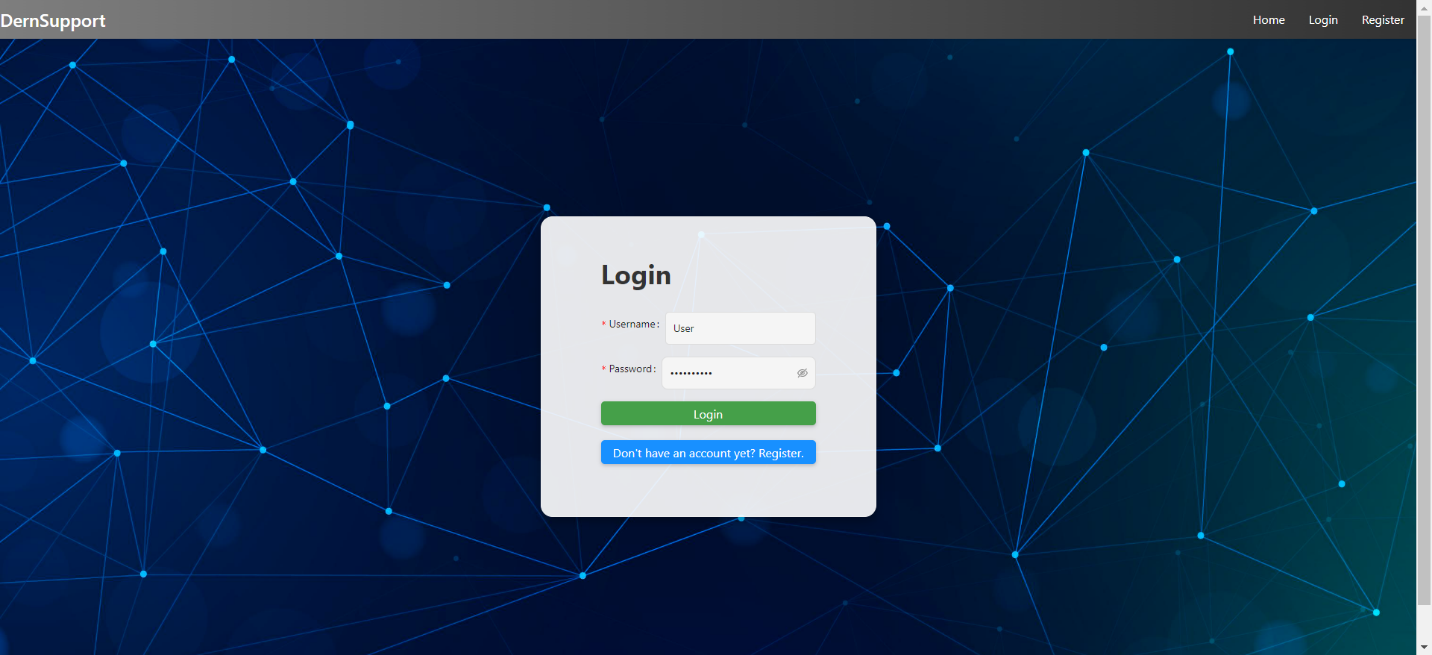 DernSupport
Home Login Register
Login
* Username: User
* Password: ••••••••••
Login
Don't have an account yet? Register.